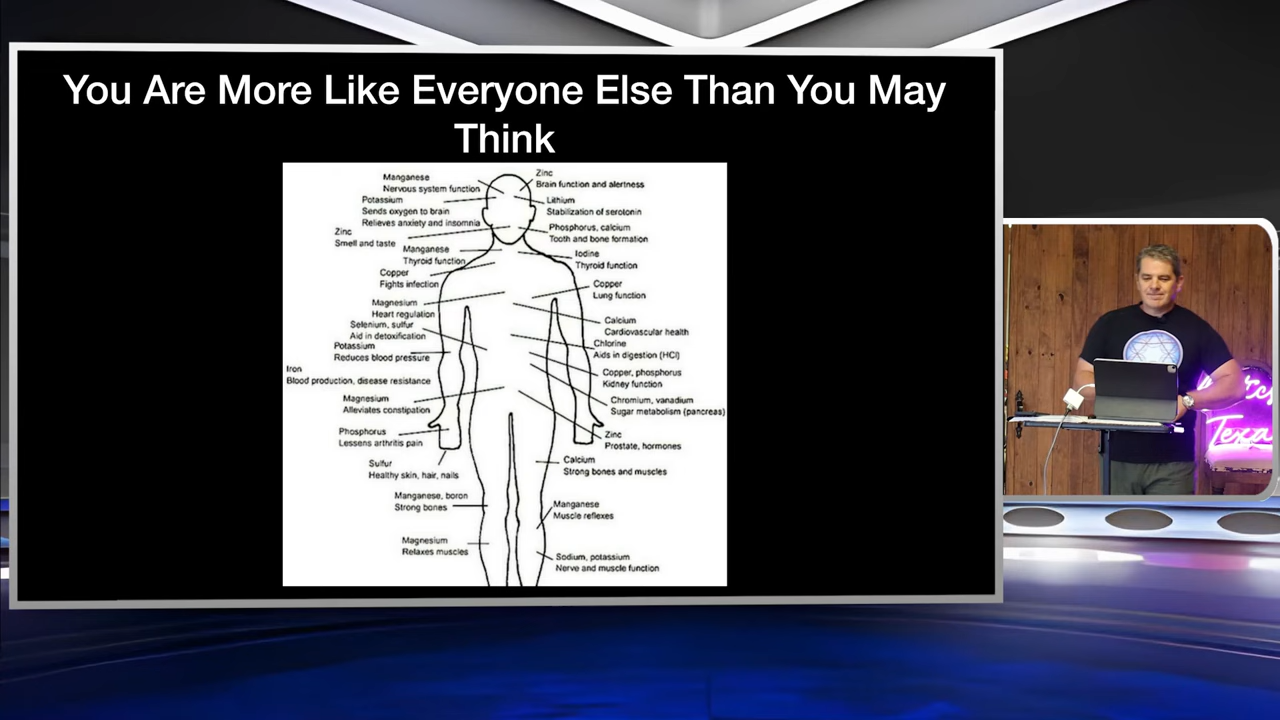 You Are More Like Everyone Else Than You May
Think
Manganese
Nervous system function
Potassium
Sends oxygen to brain
Relieves anxiety and insomnia
Zinc
Smell and taste
Manganese
Thyroid function
Copper
Fights infection
Magnesium
Heart regulation
Selenium, sulfur
Aid in detoxification
Potassium
Reduces blood pressure
Iron
Blood production, disease resistance
Magnesium
Alleviates constipation
Phosphorus
Lessens arthritis pain
Sulfur
Healthy skin, hair, nails
Manganese, boron
Strong bones
Magnesium
Relaxes muscles
Zinc
Brain function and alertness
Lithium
Stabilization of serotonin
Phosphorus, calcium
Tooth and bone formation
Iodine
Thyroid function
Copper
Lung function
Calcium
Cardiovascular health
Chlorine
Aids in digestion (HCl)
Copper, phosphorus
Kidney function
Chromium, vanadium
Sugar metabolism (pancreas)
Zinc
Prostate, hormones
Calcium
Strong bones and muscles
Manganese
Muscle reflexes
Sodium, potassium
Nerve and muscle function